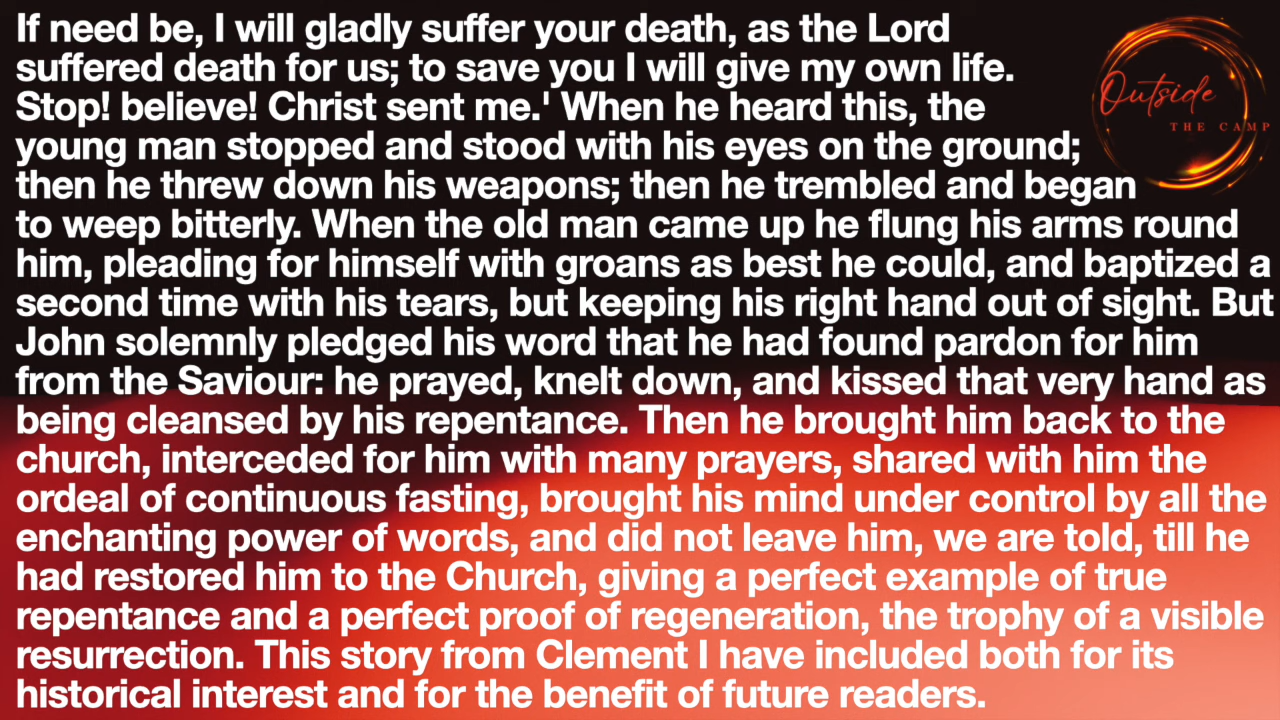 If need be, I will gladly suffer your death, as the Lord
suffered death for us; to save you I will give my own life.
Stop! believe! Christ sent me.' When he heard this, the
young man stopped and stood with his eyes on the ground;
then he threw down his weapons; then he trembled and began
to weep bitterly. When the old man came up he flung his arms round
him, pleading for himself with groans as best he could, and baptized a
second time with his tears, but keeping his right hand out of sight. But
John solemnly pledged his word that he had found pardon for him
from the Saviour: he prayed, knelt down, and kissed that very hand as
being cleansed by his repentance. Then he brought him back to the
church, interceded for him with many prayers, shared with him the
ordeal of continuous fasting, brought his mind under control by all the
enchanting power of words, and did not leave him, we are told, till he
had restored him to the Church, giving a perfect example of true
repentance and a perfect proof of regeneration, the trophy of a visible
resurrection. This story from Clement I have included both for its
historical interest and for the benefit of future readers.
Outside
THE CAMP